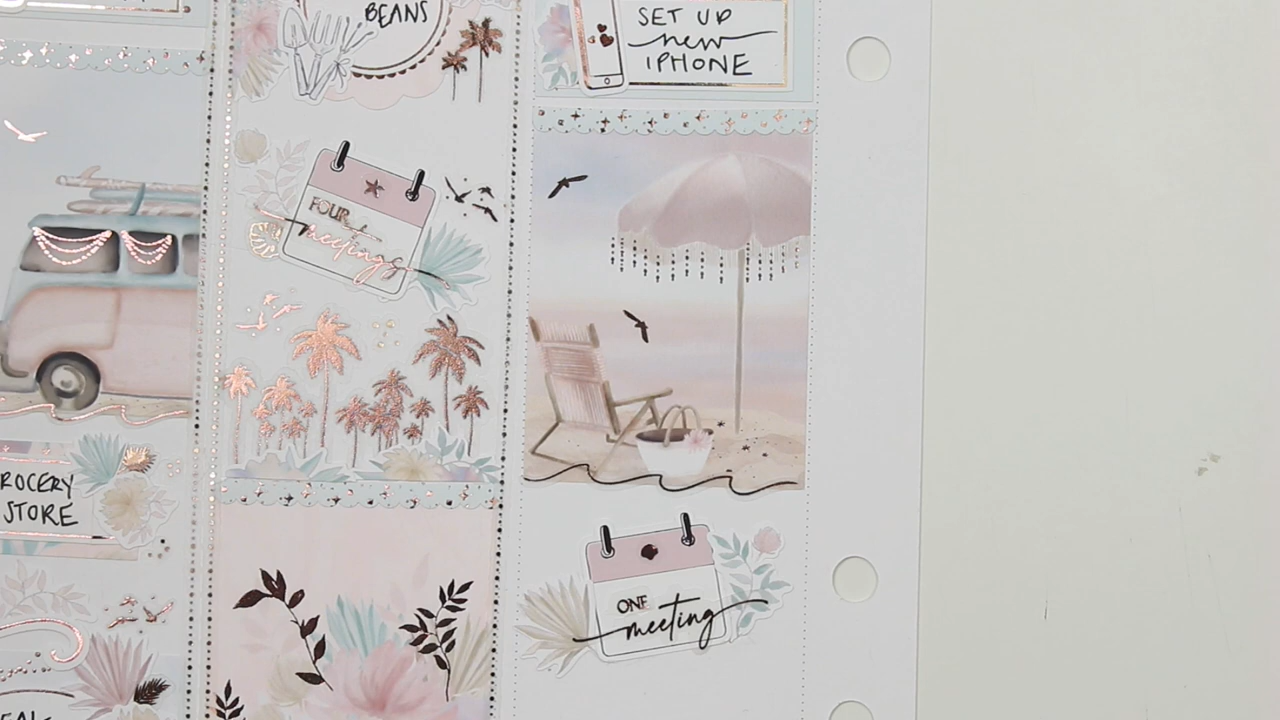 BEANS
SET UP
new
IPHONE
FOUR
meetings
ROCERY
STORE
ONE
meeting